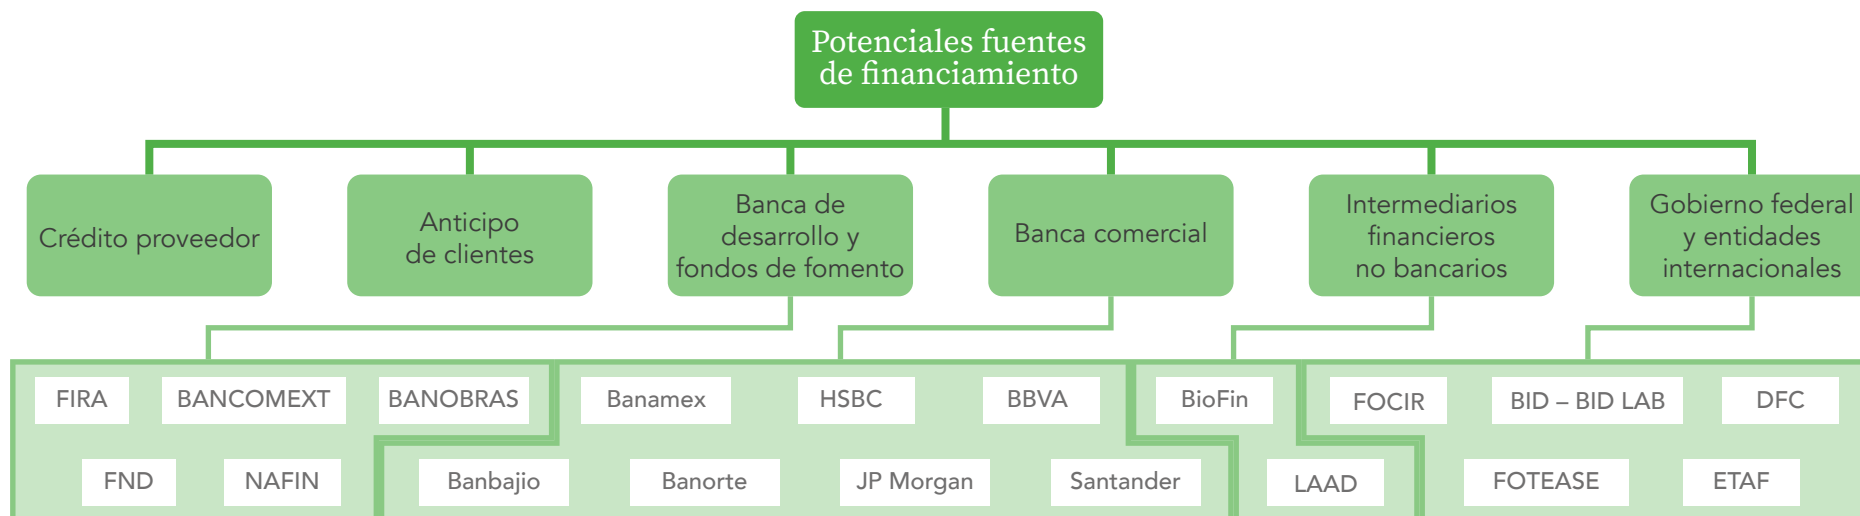 Potenciales fuentes
de financiamiento
Crédito proveedor
Anticipo
de clientes
Banca de
desarrollo y
fondos de fomento
Banca comercial
Intermediarios
financieros
no bancarios
Gobierno federal
y entidades
internacionales
FIRA
BANCOMEXT
BANOBRAS
FND
NAFIN
Banamex
HSBC
BBVA
Banbajio
Banorte
JP Morgan
Santander
BioFin
LAAD
FOCIR
BID – BID LAB
DFC
FOTEASE
ETAF